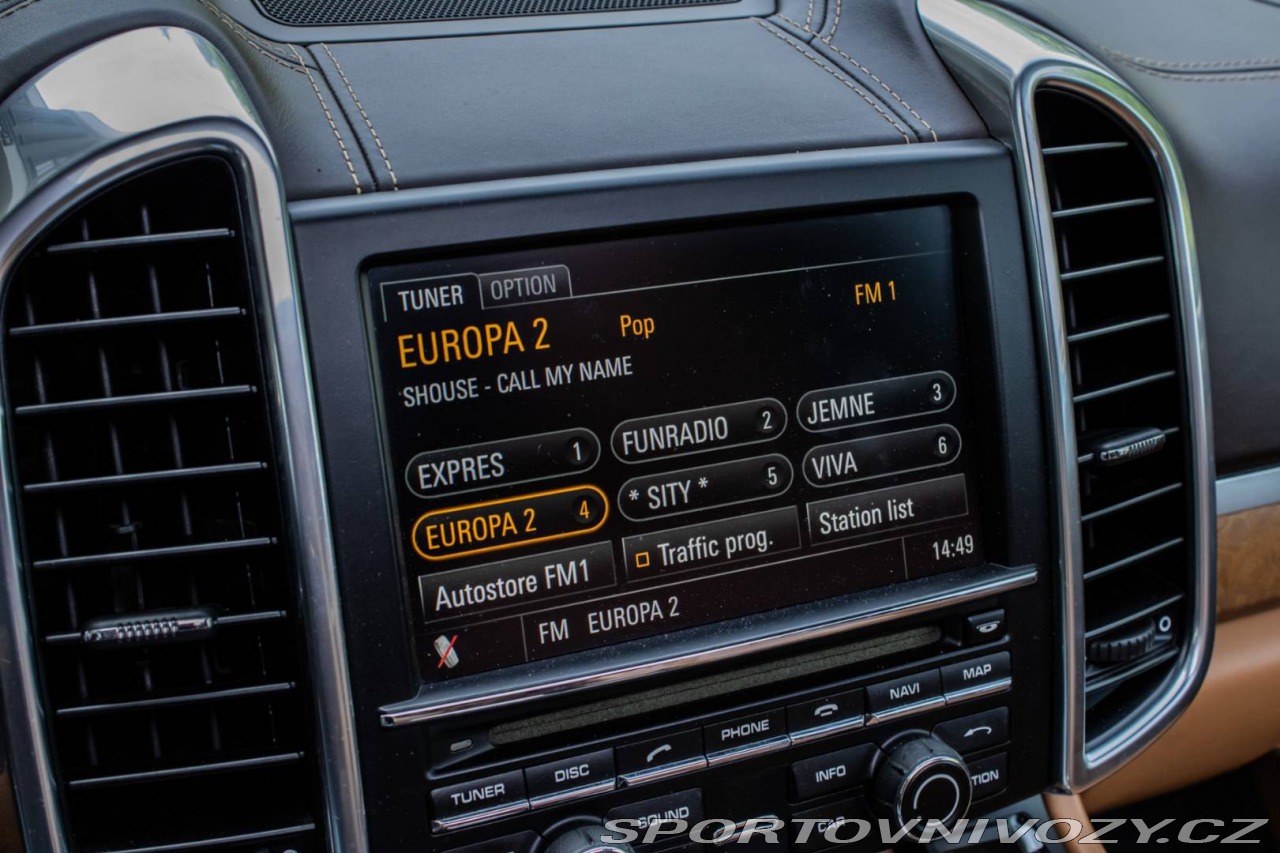 TUNER OPTION
EUROPA 2 Pop FM 1
SHOUSE - CALL MY NAME
EXPRES 1 FUNRADIO 2 JEMNE 3
EUROPA 2 4 * SITY * 5 VIVA 6
Autostore FM1 Traffic prog. Station list
FM EUROPA 2 14:49
TUNER DISC PHONE NAVI MAP
SOUND INFO TION
CAR
SPORTOVNIVOZY.CZ